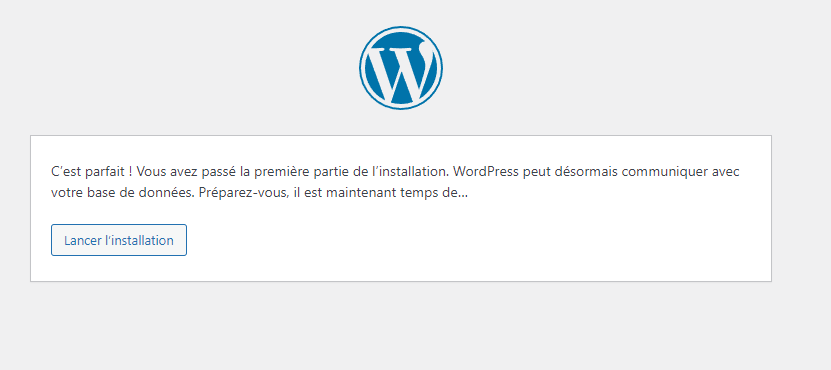 C'est parfait ! Vous avez passé la première partie de l’installation. WordPress peut désormais communiquer avec
votre base de données. Préparez-vous, il est maintenant temps de…
Lancer l’installation